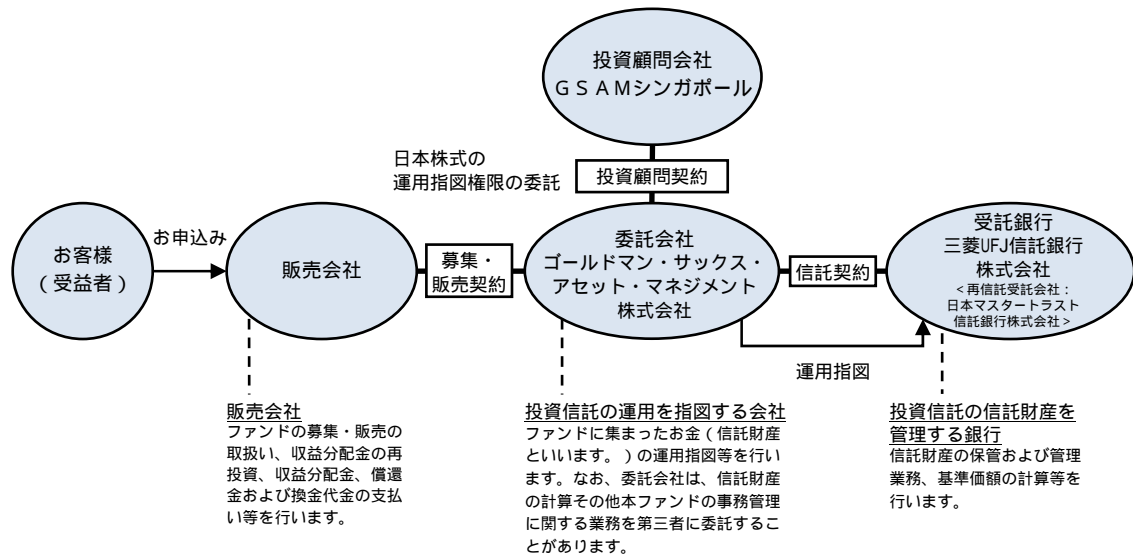 投資顧問会社
ＧＳＡＭシンガポール
日本株式の
運用指図権限の委託
投資顧問契約
お客様
（受益者）
お申込み
販売会社
募集・
販売契約
委託会社
ゴールドマン・サックス・
アセット・マネジメント
株式会社
信託契約
受託銀行
三菱UFJ信託銀行
株式会社
＜再信託受託会社：
日本マスタートラスト
信託銀行株式会社＞
運用指図
販売会社
ファンドの募集・販売の
取扱い、収益分配金の再
投資、収益分配金、償還
金および換金代金の支払
い等を行います。
投資信託の運用を指図する会社
ファンドに集まったお金（信託財産
といいます。）の運用指図等を行い
ます。なお、委託会社は、信託財産
の計算その他本ファンドの事務管理
に関する業務を第三者に委託するこ
とがあります。
投資信託の信託財産を
管理する銀行
信託財産の保管および管理
業務、基準価額の計算等を
行います。